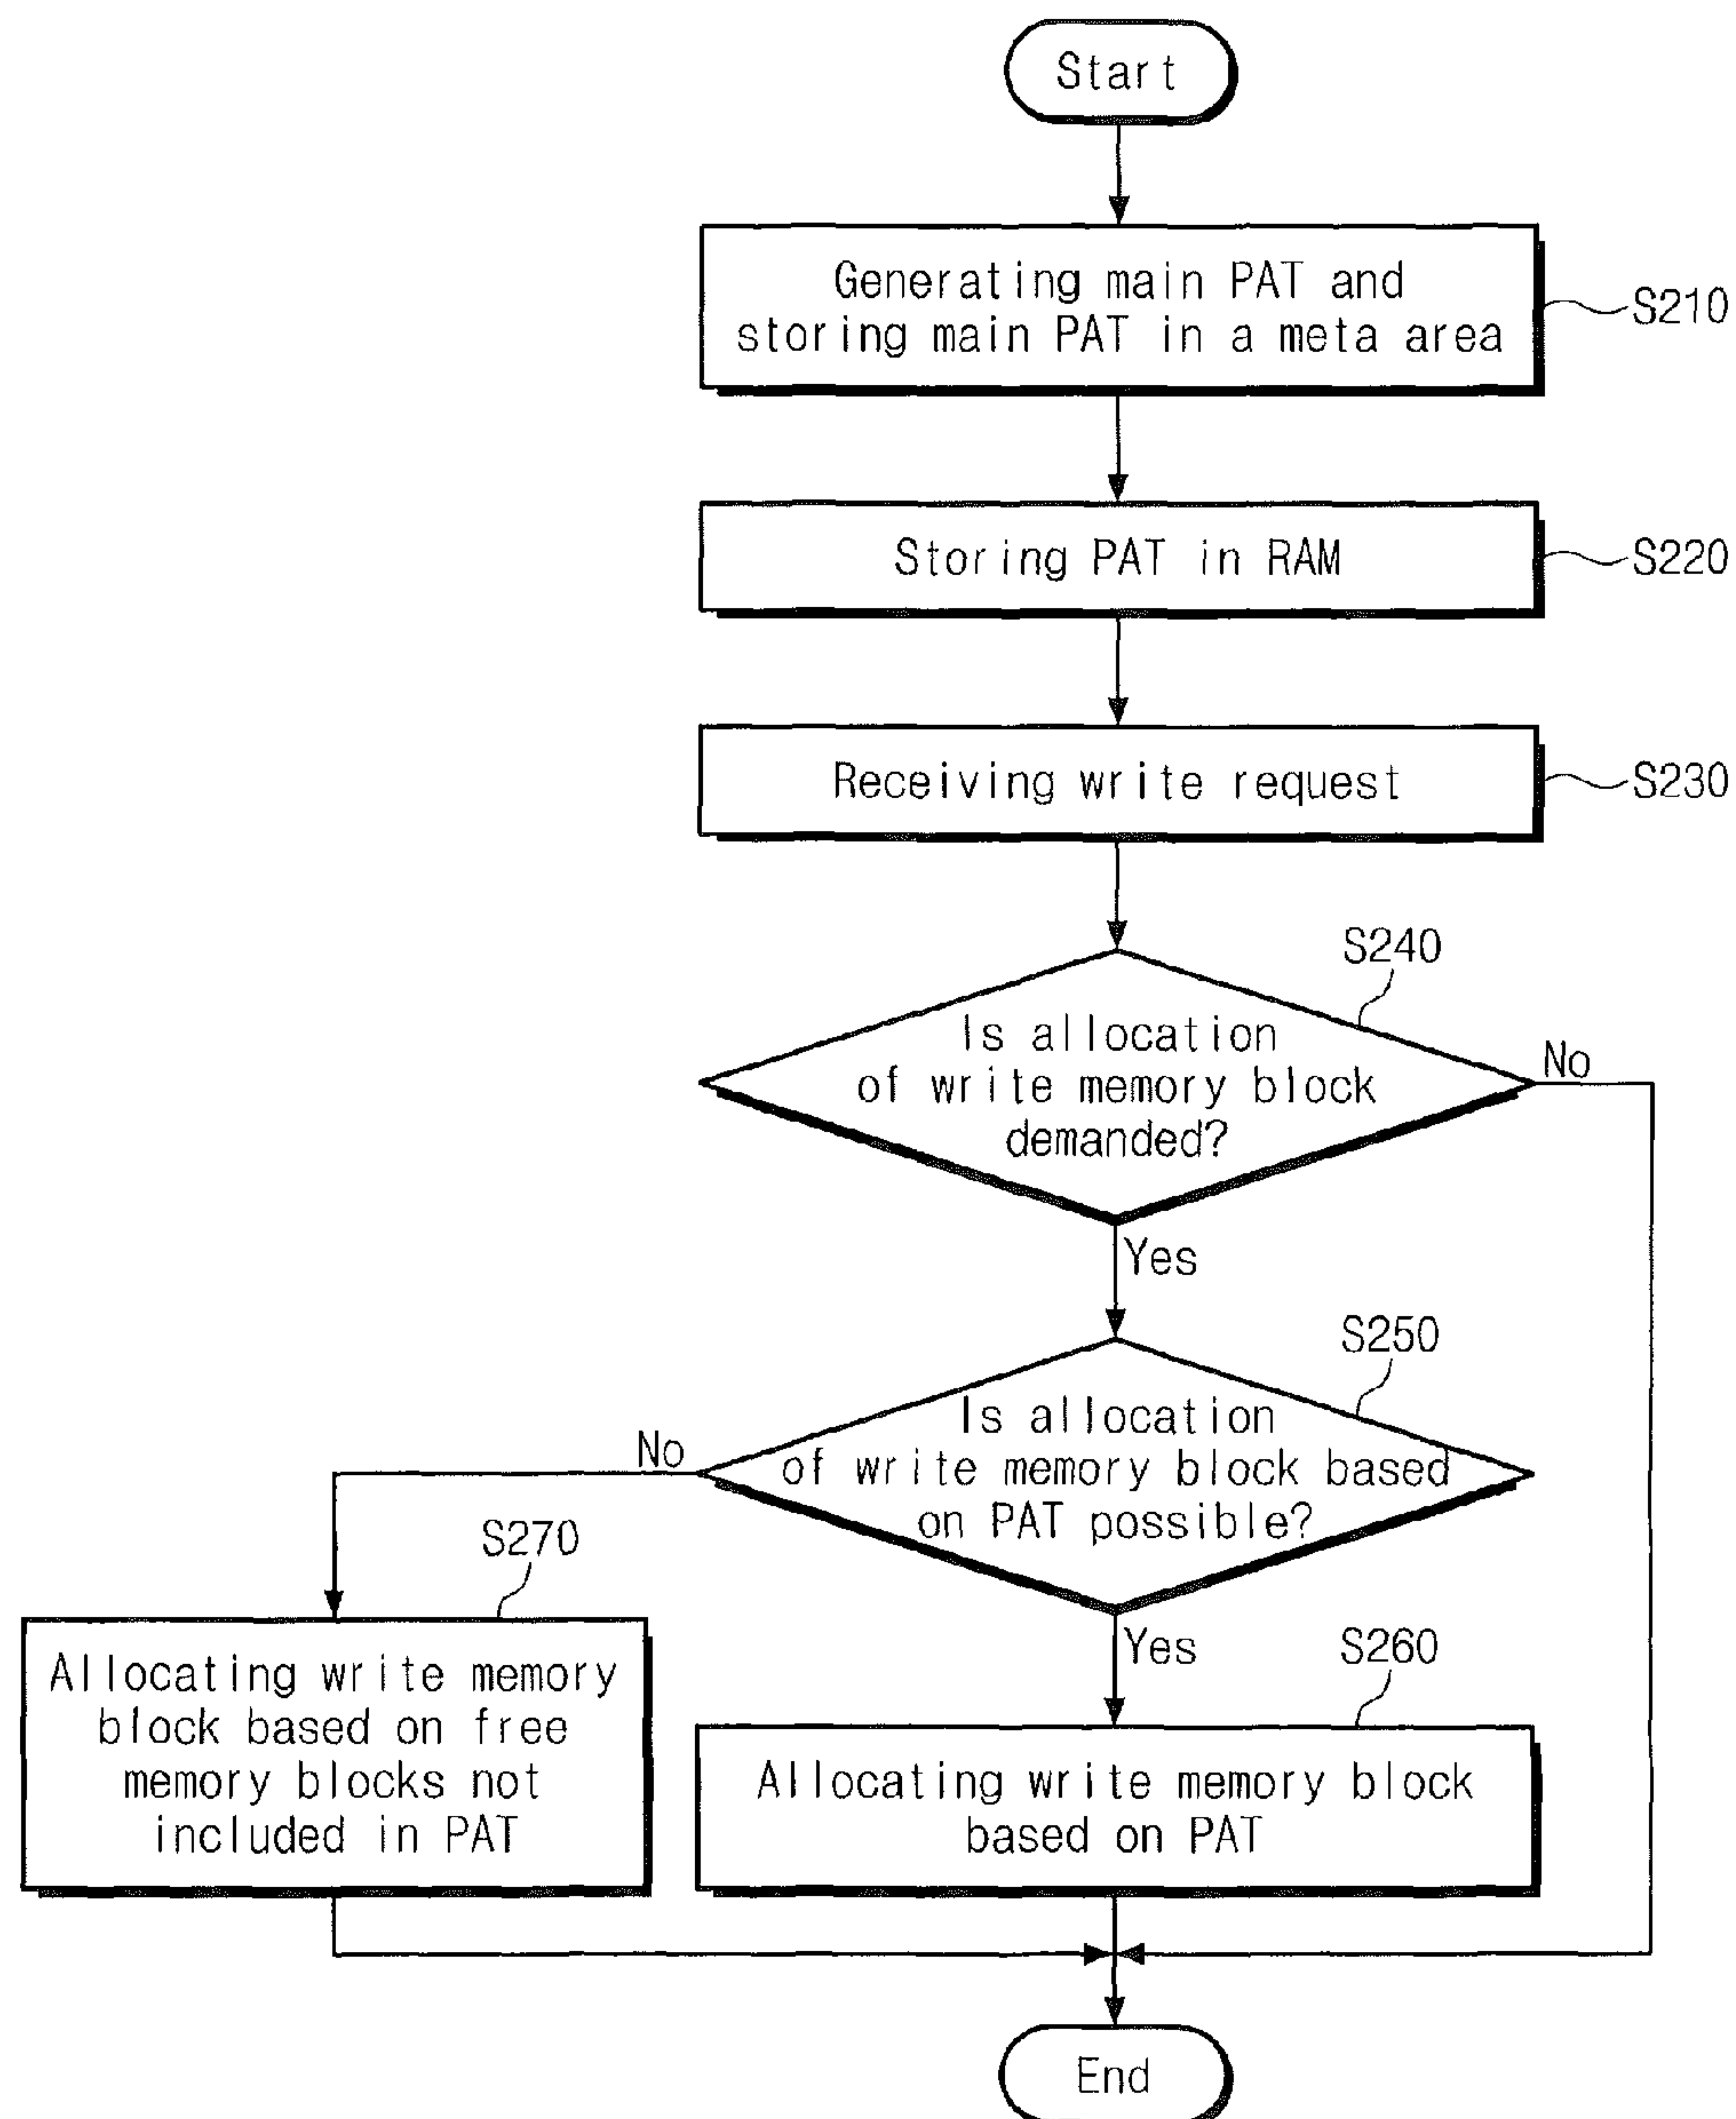 Start
Generating main PAT and
storing main PAT in a meta area
S210
Storing PAT in RAM
S220
Receiving write request
S230
S240
Is allocation
of write memory block
demanded?
No
Yes
S250
Is allocation
of write memory block based
on PAT possible?
No
Yes
S270
Allocating write memory
block based on free
memory blocks not
included in PAT
S260
Allocating write memory block
based on PAT
End